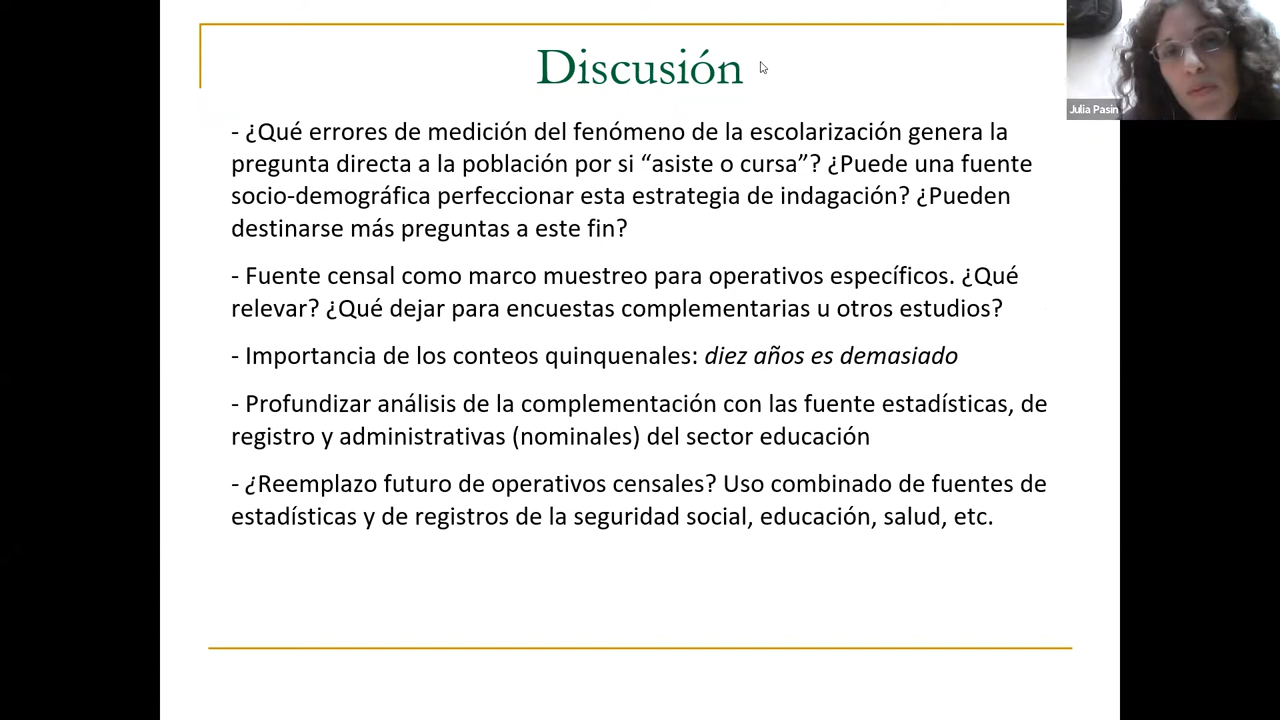 Discusión
Julia Pasin
- ¿Qué errores de medición del fenómeno de la escolarización genera la
pregunta directa a la población por si “asiste o cursa”? ¿Puede una fuente
socio-demográfica perfeccionar esta estrategia de indagación? ¿Pueden
destinarse más preguntas a este fin?
- Fuente censal como marco muestreo para operativos específicos. ¿Qué
relevar? ¿Qué dejar para encuestas complementarias u otros estudios?
- Importancia de los conteos quinquenales: diez años es demasiado
- Profundizar análisis de la complementación con las fuente estadísticas, de
registro y administrativas (nominales) del sector educación
- ¿Reemplazo futuro de operativos censales? Uso combinado de fuentes de
estadísticas y de registros de la seguridad social, educación, salud, etc.